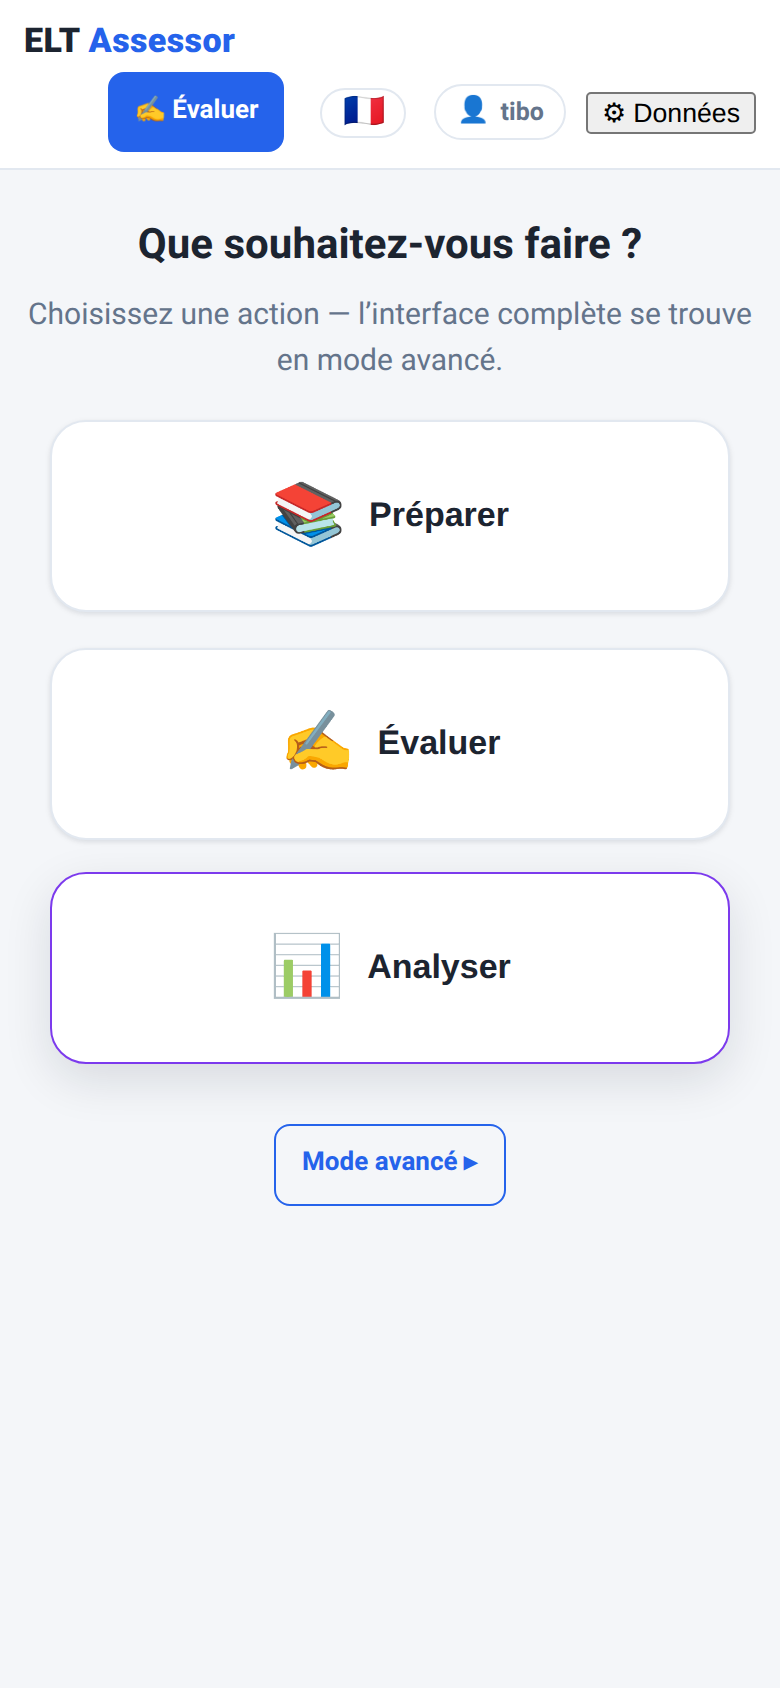 ELT Assessor
✍️ Évaluer
tibo
⚙ Données
Que souhaitez-vous faire ?
Choisissez une action — l’interface complète se trouve
en mode avancé.
Préparer
Évaluer
Analyser
Mode avancé ▸